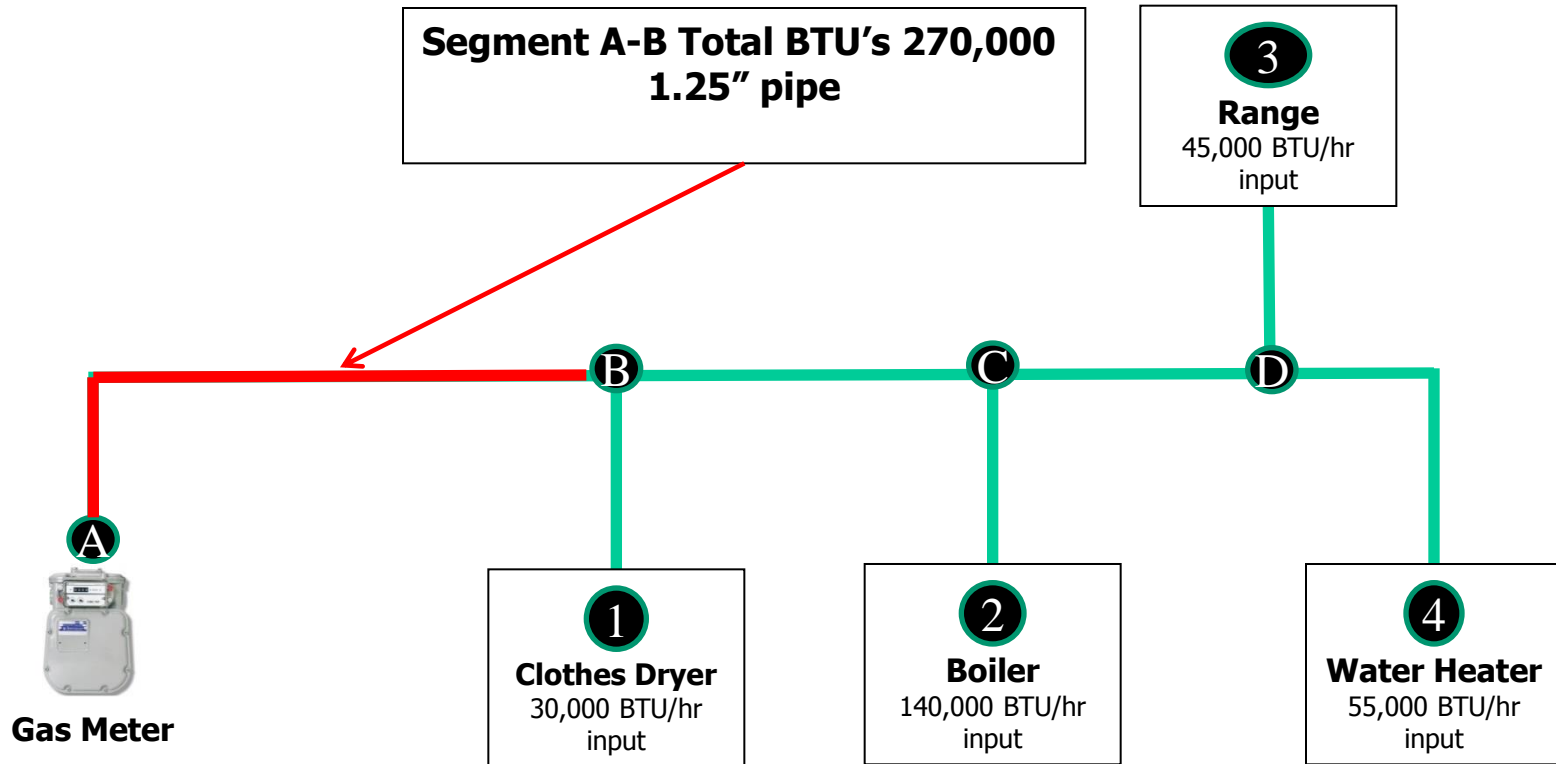 Segment A-B Total BTU’s 270,000
1.25” pipe
3
Range
45,000 BTU/hr
input
B
C
D
A
Gas Meter
1
Clothes Dryer
30,000 BTU/hr
input
2
Boiler
140,000 BTU/hr
input
4
Water Heater
55,000 BTU/hr
input